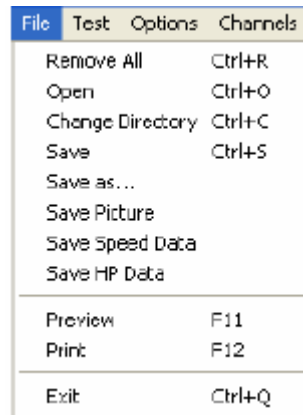 File Test Options Channels
Remove All Ctrl+R
Open Ctrl+O
Change Directory Ctrl+C
Save Ctrl+S
Save as...
Save Picture
Save Speed Data
Save HP Data
Preview F11
Print F12
Exit Ctrl+Q